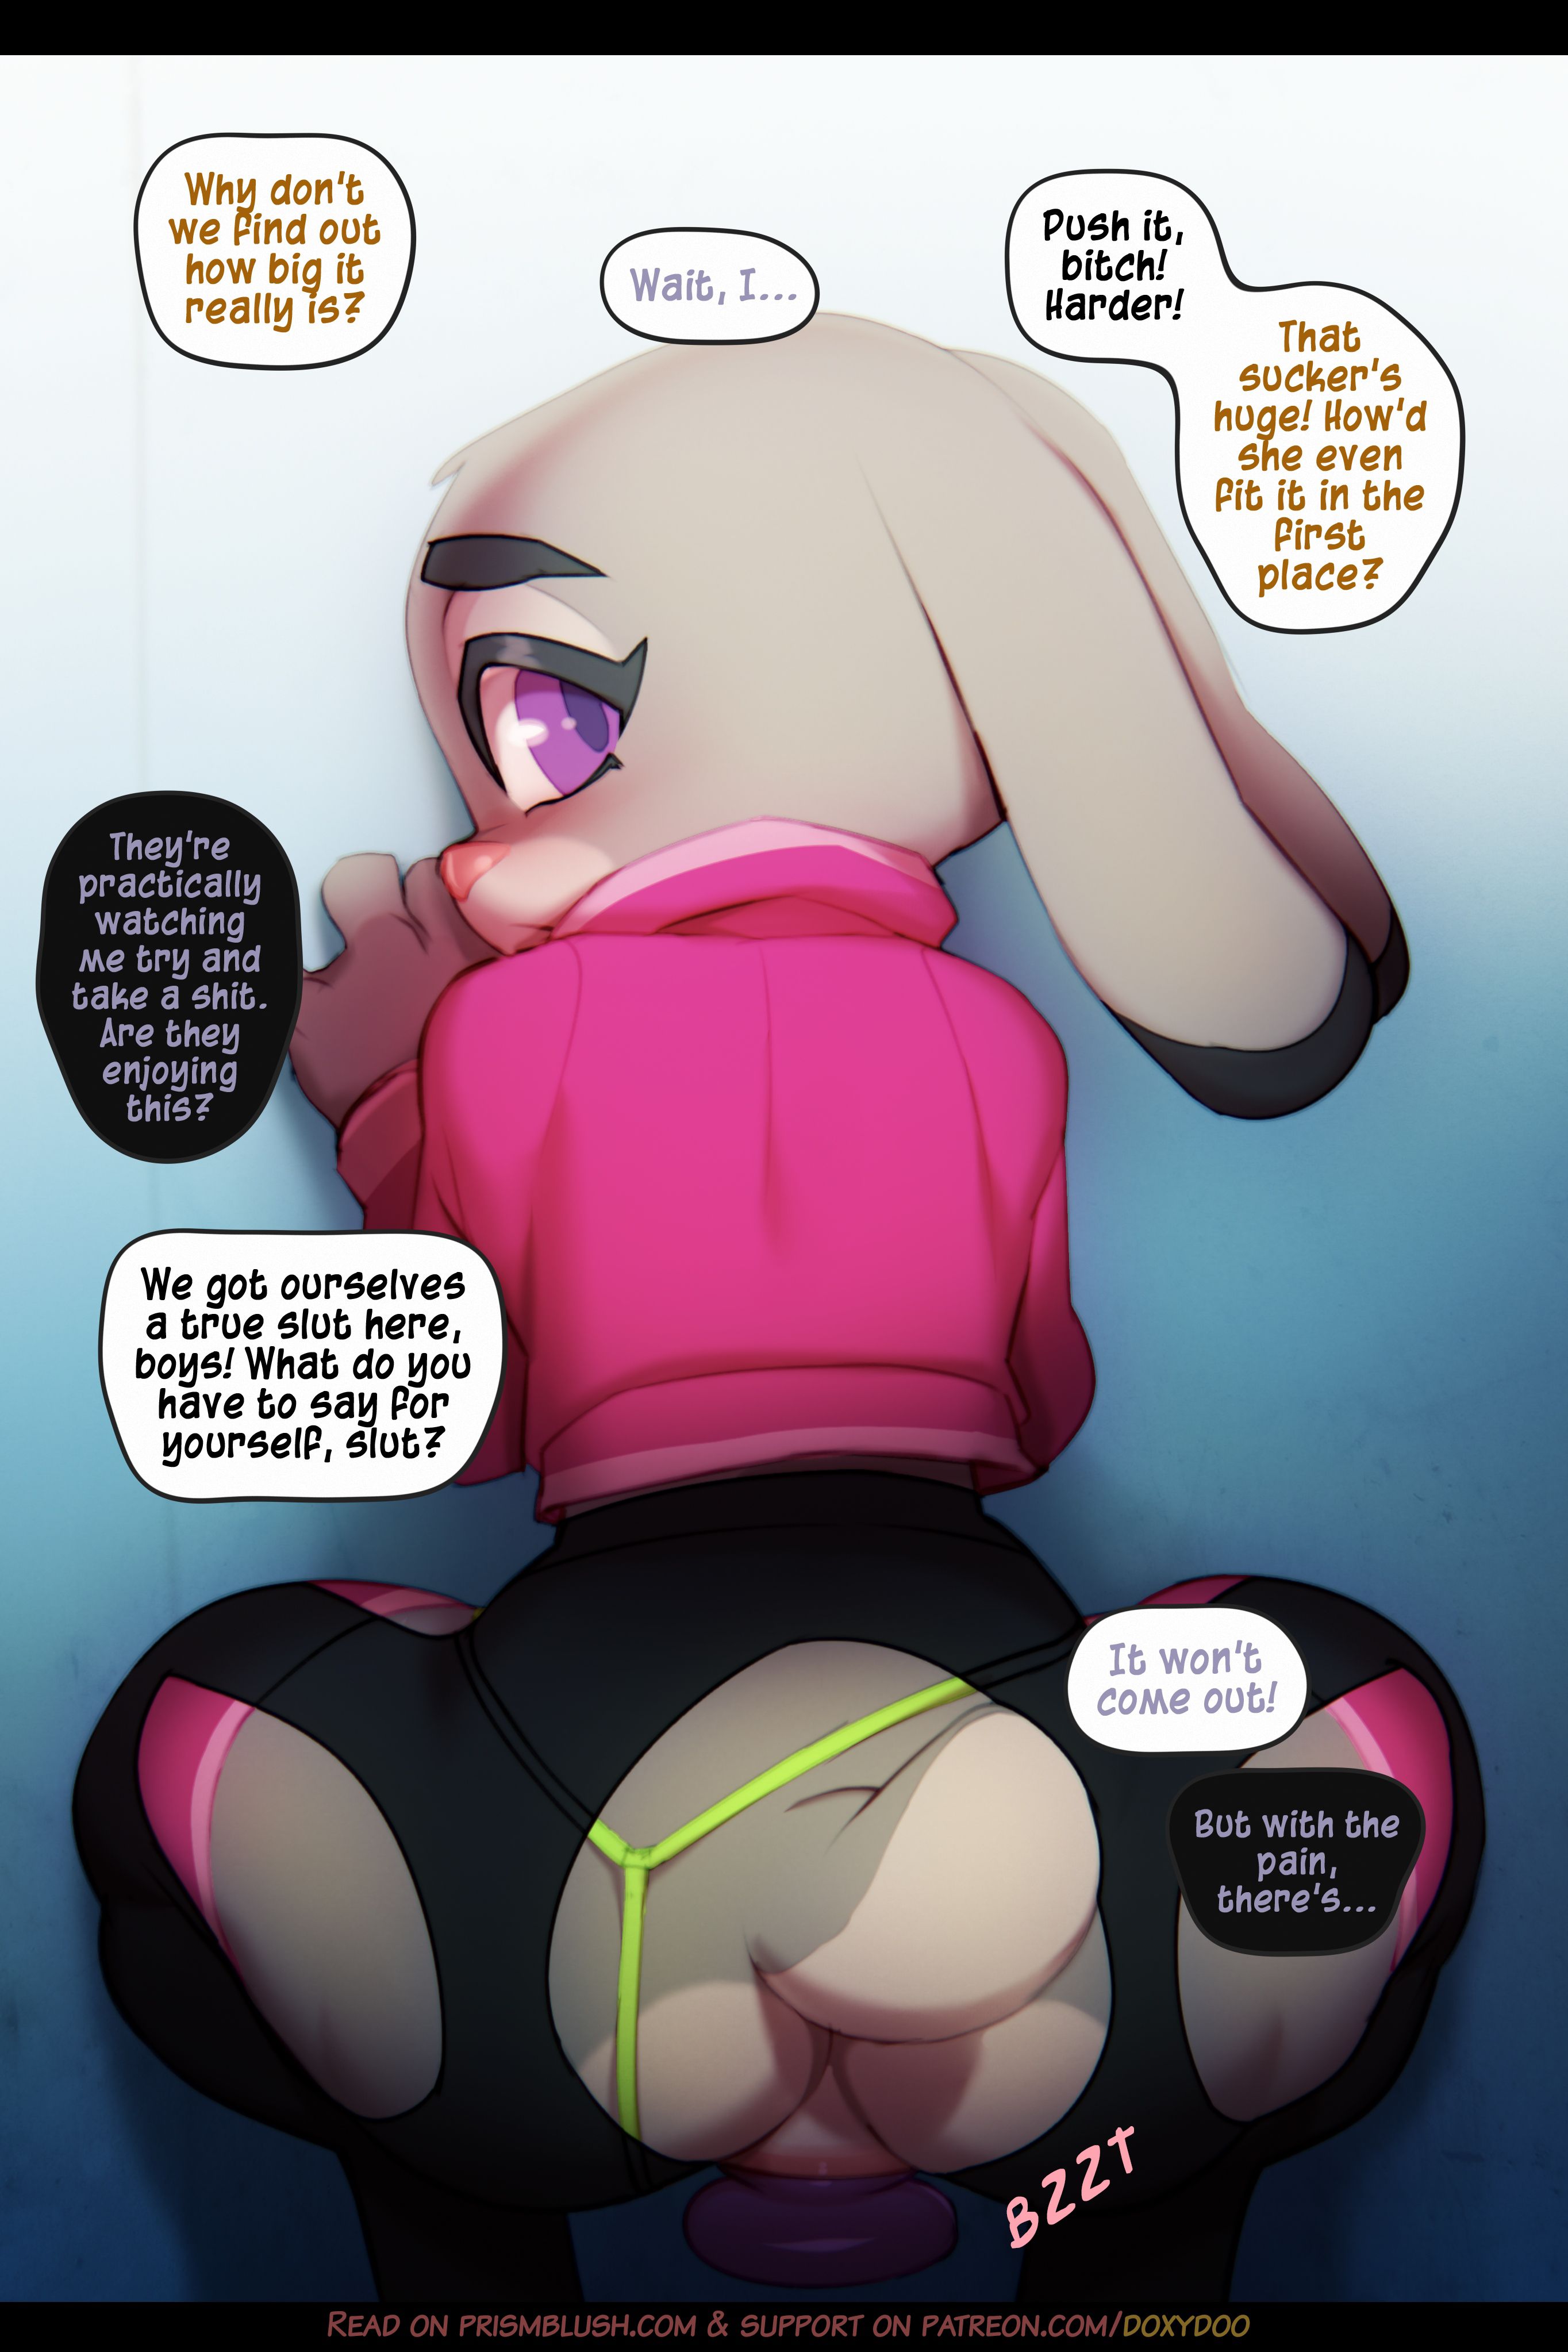 Why don't
we find out
how big it
really is?
Wait, I...
Push it,
bitch!
Harder!
That
sucker's
huge! How'd
she even
fit it in the
first
place?
They're
practically
watching
me try and
take a shit.
Are they
enjoying
this?
We got ourselves
a true slut here,
boys! What do you
have to say for
yourself, slut?
It won't
come out!
But with the
pain,
there's...
BZZT
READ ON PRISMBLUSH.COM & SUPPORT ON PATREON.COM/DOXYDOO